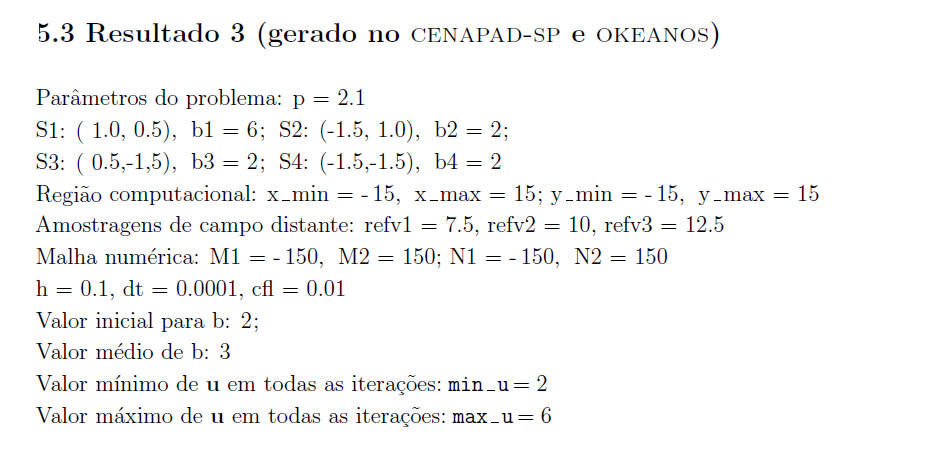 5.3 Resultado 3 (gerado no CENAPAD-SP e OKEANOS)
Parâmetros do problema: p = 2.1
S1: ( 1.0, 0.5), b1 = 6; S2: (-1.5, 1.0), b2 = 2;
S3: ( 0.5,-1,5), b3 = 2; S4: (-1.5,-1.5), b4 = 2
Região computacional: x_min = - 15, x_max = 15; y_min = - 15, y_max = 15
Amostragens de campo distante: refv1 = 7.5, refv2 = 10, refv3 = 12.5
Malha numérica: M1 = - 150, M2 = 150; N1 = - 150, N2 = 150
h = 0.1, dt = 0.0001, cfl = 0.01
Valor inicial para b: 2;
Valor médio de b: 3
Valor mínimo de u em todas as iterações: min_u = 2
Valor máximo de u em todas as iterações: max_u = 6